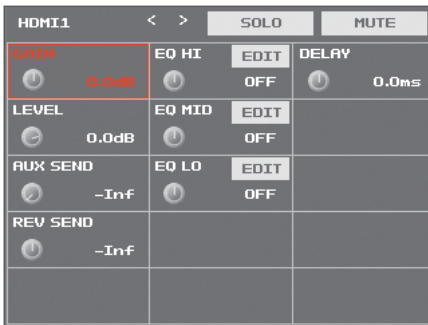 HDMI1 < > SOLO MUTE
GAIN EQ HI EDIT DELAY
0.0dB OFF 0.0ms
LEVEL EQ MID EDIT
0.0dB OFF
AUX SEND EQ LO EDIT
-Inf OFF
REV SEND
-Inf